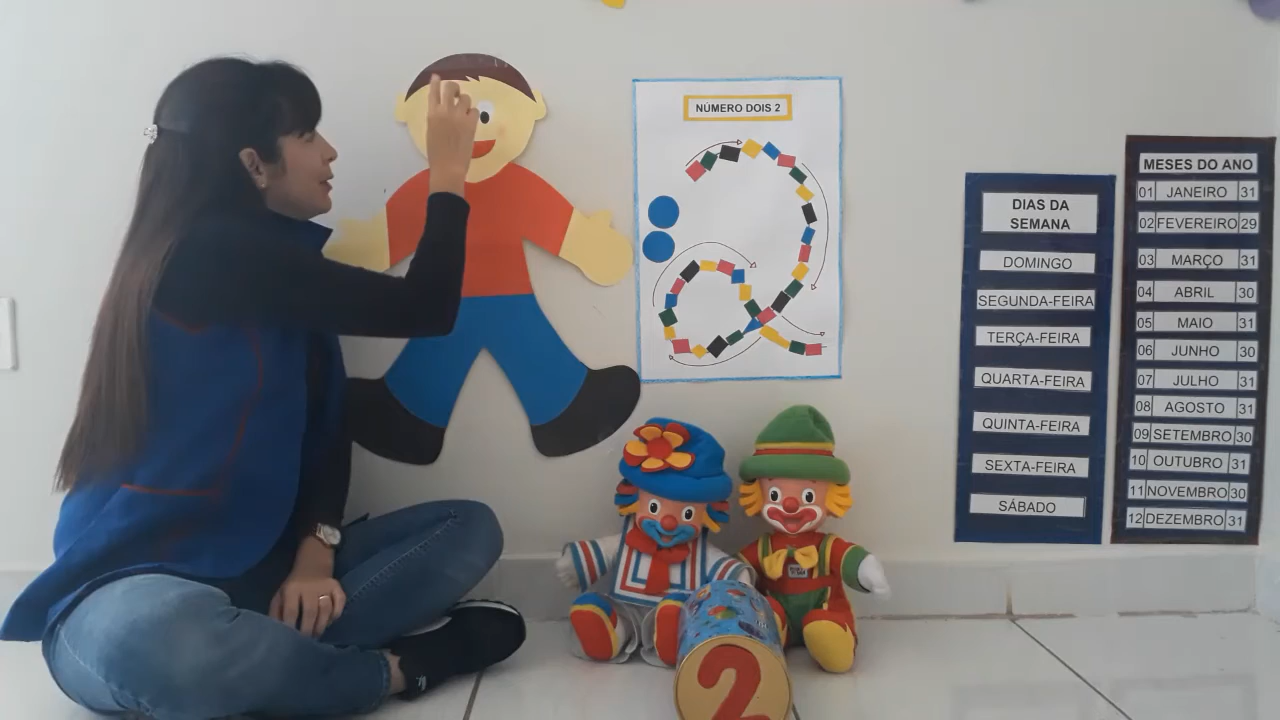 NÚMERO DOIS 2
DIAS DA
SEMANA
DOMINGO
SEGUNDA-FEIRA
TERÇA-FEIRA
QUARTA-FEIRA
QUINTA-FEIRA
SEXTA-FEIRA
SÁBADO
MESES DO ANO
01 JANEIRO 31
02 FEVEREIRO 29
03 MARÇO 31
04 ABRIL 30
05 MAIO 31
06 JUNHO 30
07 JULHO 31
08 AGOSTO 31
09 SETEMBRO 30
10 OUTUBRO 31
11 NOVEMBRO 30
12 DEZEMBRO 31
2